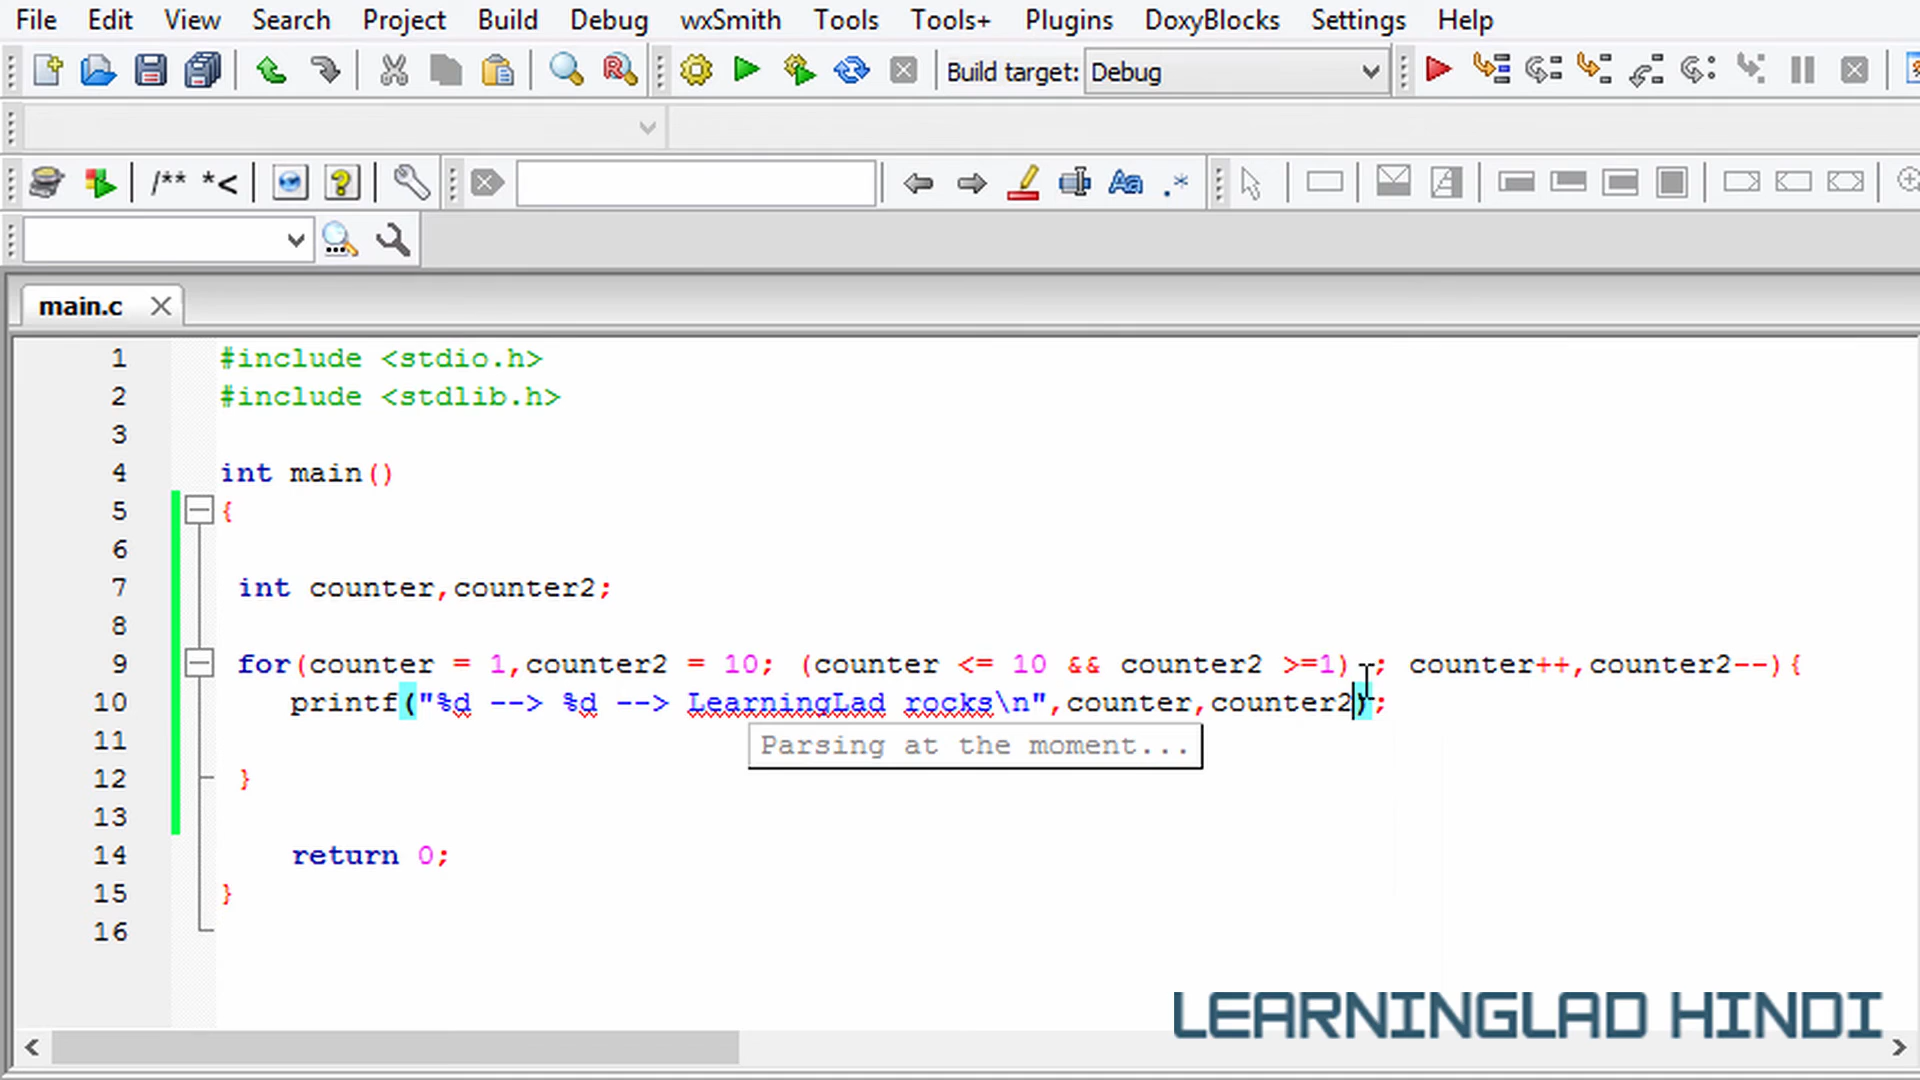 File Edit View Search Project Build Debug wxSmith Tools Tools+ Plugins DoxyBlocks Settings Help
Build target: Debug
/** *<
main.c
1 #include <stdio.h>
2 #include <stdlib.h>
3
4 int main()
5 {
6
7 int counter,counter2;
8
9 for(counter = 1,counter2 = 10; (counter <= 10 && counter2 >=1) ; counter++,counter2--){
10 printf("%d --> %d --> LearningLad rocks\n",counter,counter2);
11
Parsing at the moment...
12 }
13
14 return 0;
15 }
16
LEARNINGLAD HINDI